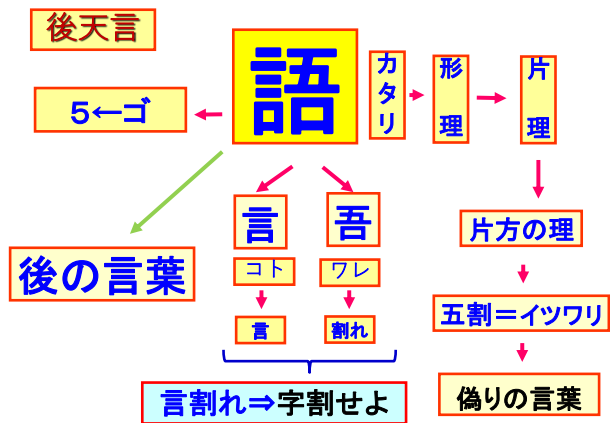 後天言
語
カタリ
形理
片理
5←ゴ
言
吾
片方の理
後の言葉
コト
ワレ
五割＝イツワリ
言
割れ
言割れ⇒字割せよ
偽りの言葉